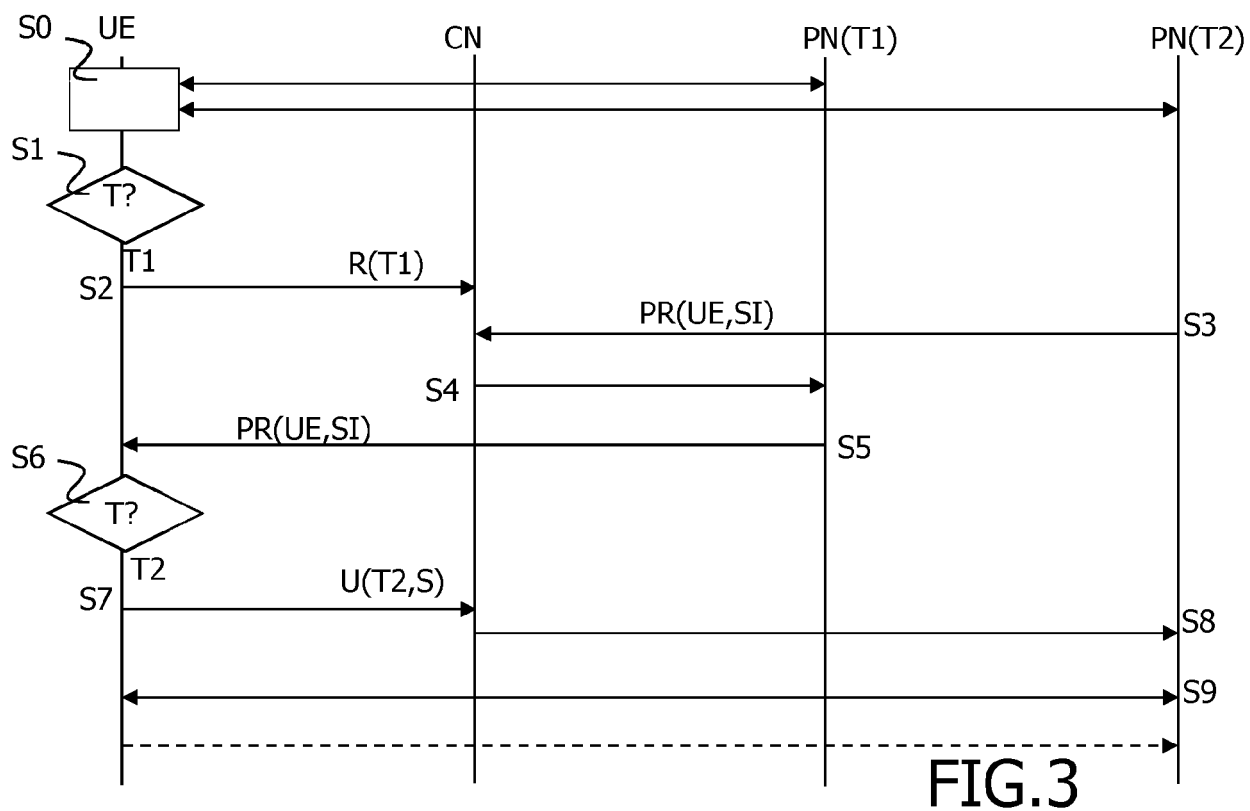 S0 UE CN PN(T1) PN(T2)
S1
T?
T1
S2 R(T1)
PR(UE,SI) S3
S4
PR(UE,SI) S5
S6
T?
T2
S7 U(T2,S)
S8
S9
FIG.3